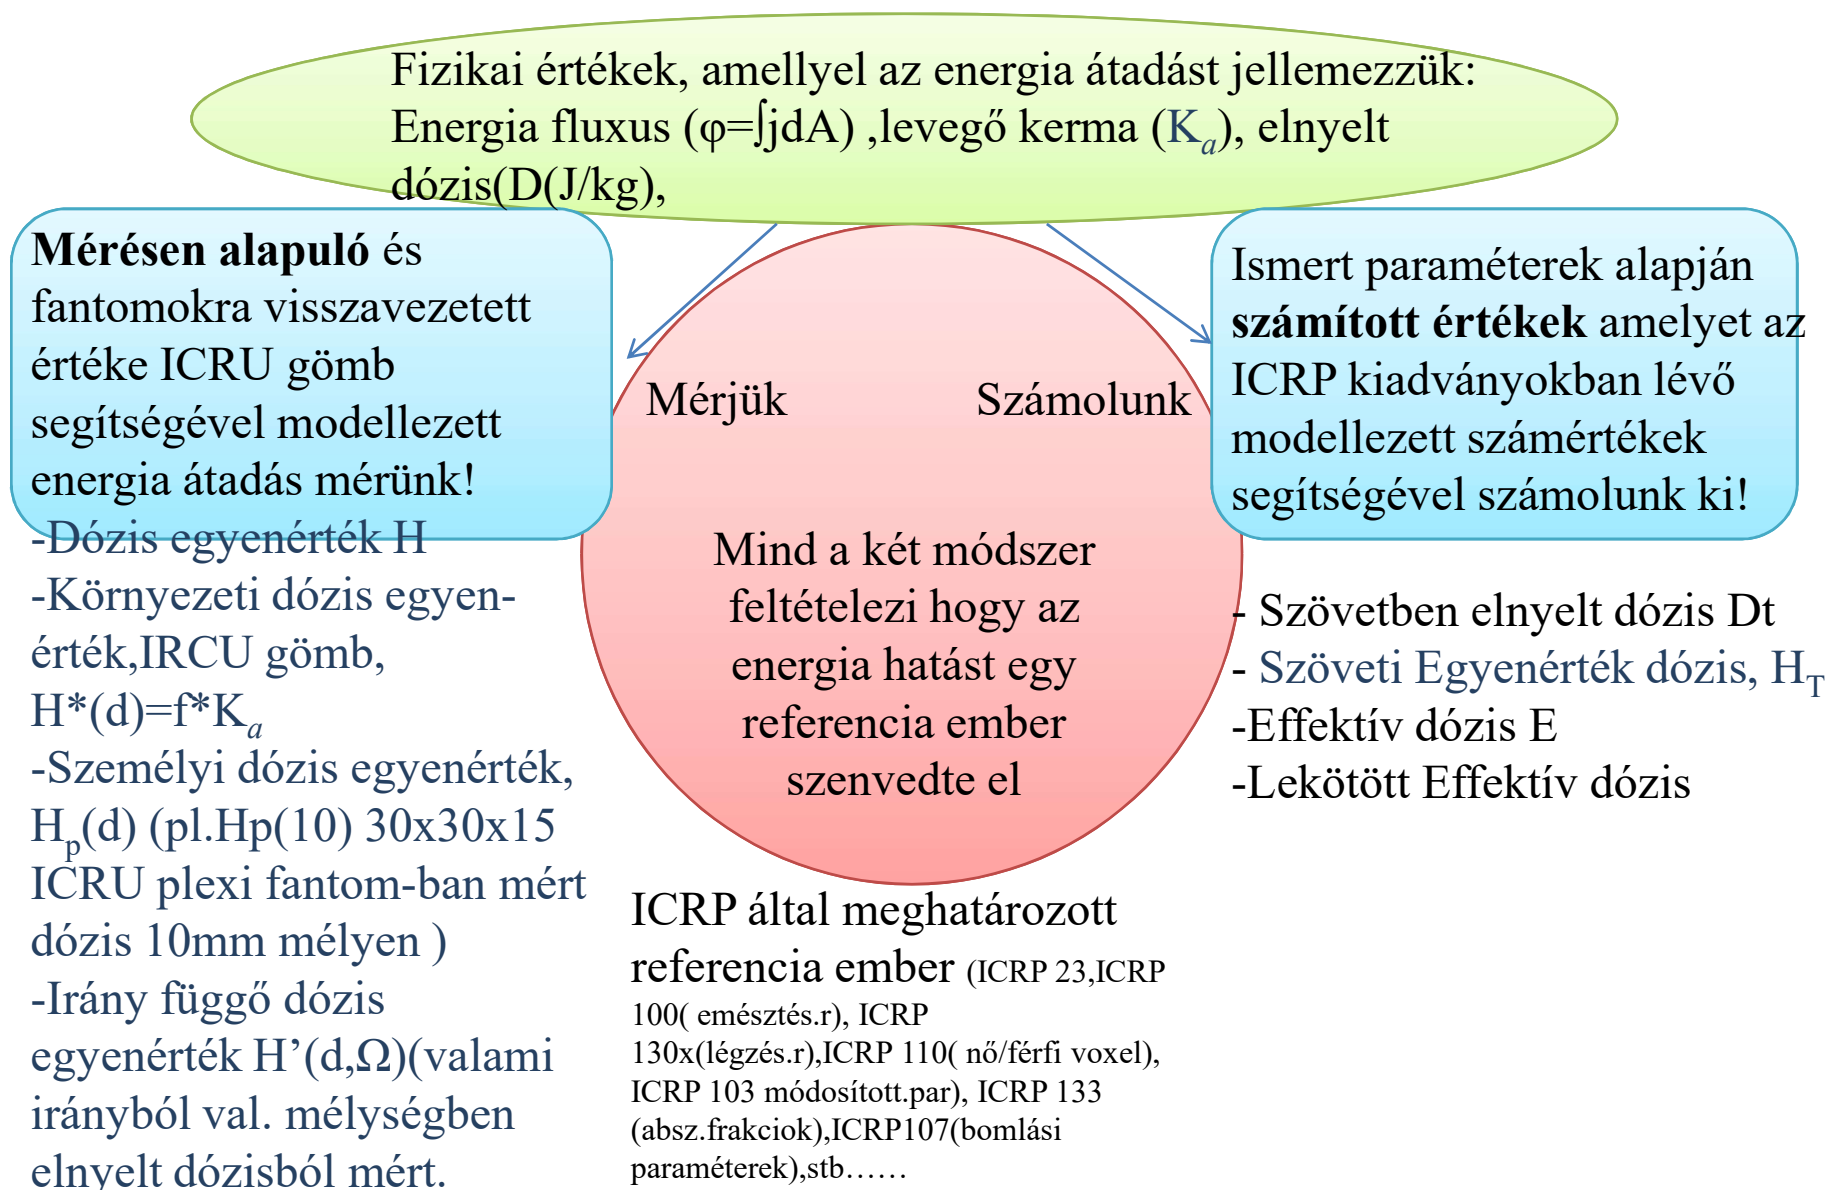 Fizikai értékek, amellyel az energia átadást jellemezzük:
Energia fluxus (φ=∫jdA) ,levegő kerma (Kₐ), elnyelt
dózis(D(J/kg),
Mérésen alapuló és
fantomokra visszavezetett
értéke ICRU gömb
segítségével modellezett
energia átadás mérünk!
-Dózis egyenérték H
-Környezeti dózis egyen-
érték,IRCU gömb,
H*(d)=f*Kₐ
-Személyi dózis egyenérték,
Hₚ(d) (pl.Hp(10) 30x30x15
ICRU plexi fantom-ban mért
dózis 10mm mélyen )
-Irány függő dózis
egyenérték H’(d,Ω)(valami
irányból val. mélységben
elnyelt dózisból mért.
Mérjük
Számolunk
Mind a két módszer
feltételezi hogy az
energia hatást egy
referencia ember
szenvedte el
ICRP által meghatározott
referencia ember (ICRP 23,ICRP
100( emésztés.r), ICRP
130x(légzés.r),ICRP 110( nő/férfi voxel),
ICRP 103 módosított.par), ICRP 133
(absz.frakciok),ICRP107(bomlási
paraméterek),stb……
Ismert paraméterek alapján
számított értékek amelyet az
ICRP kiadványokban lévő
modellezett számértékek
segítségével számolunk ki!
- Szövetben elnyelt dózis Dt
- Szöveti Egyenérték dózis, H_T
-Effektív dózis E
-Lekötött Effektív dózis